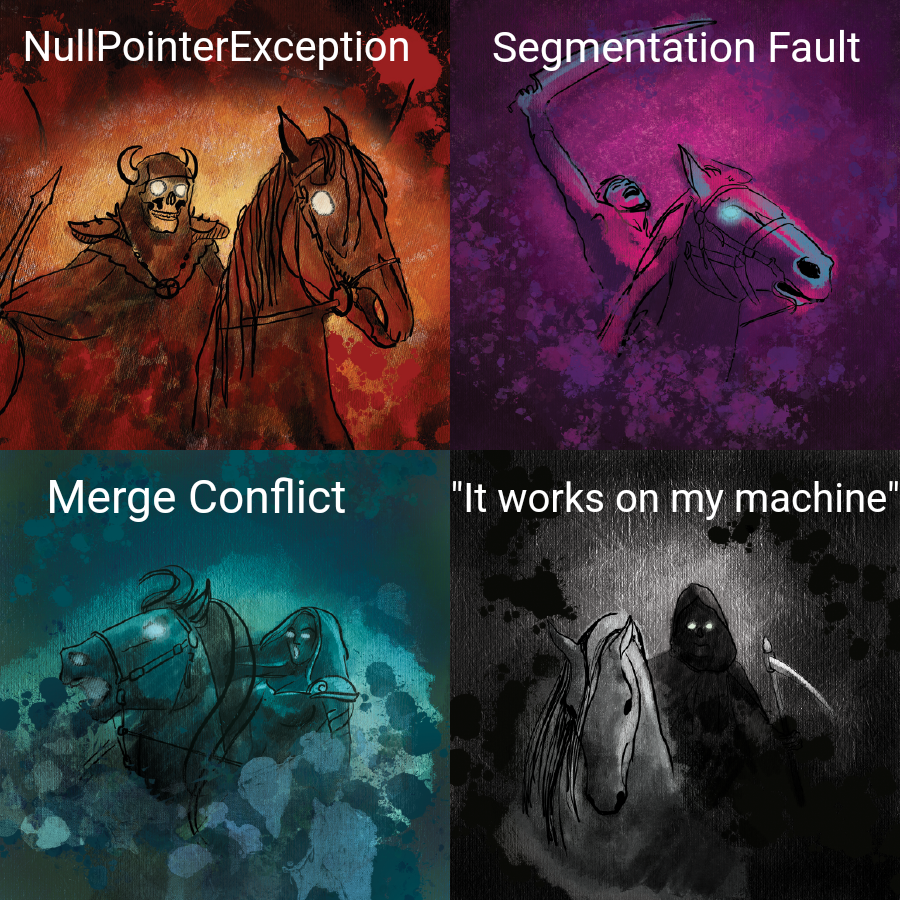 NullPointerException
Segmentation Fault
Merge Conflict
"It works on my machine"